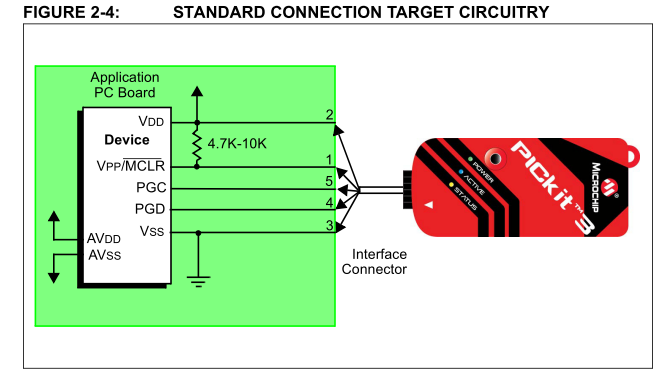 FIGURE 2-4: STANDARD CONNECTION TARGET CIRCUITRY
Application
PC Board
VDD
2
Device
4.7K-10K
VPP/MCLR
1
PGC
5
PGD
4
VSS
3
AVDD
AVSS
Interface
Connector
POWER
ACTIVE
STATUS
PICkit™ 3
MICROCHIP